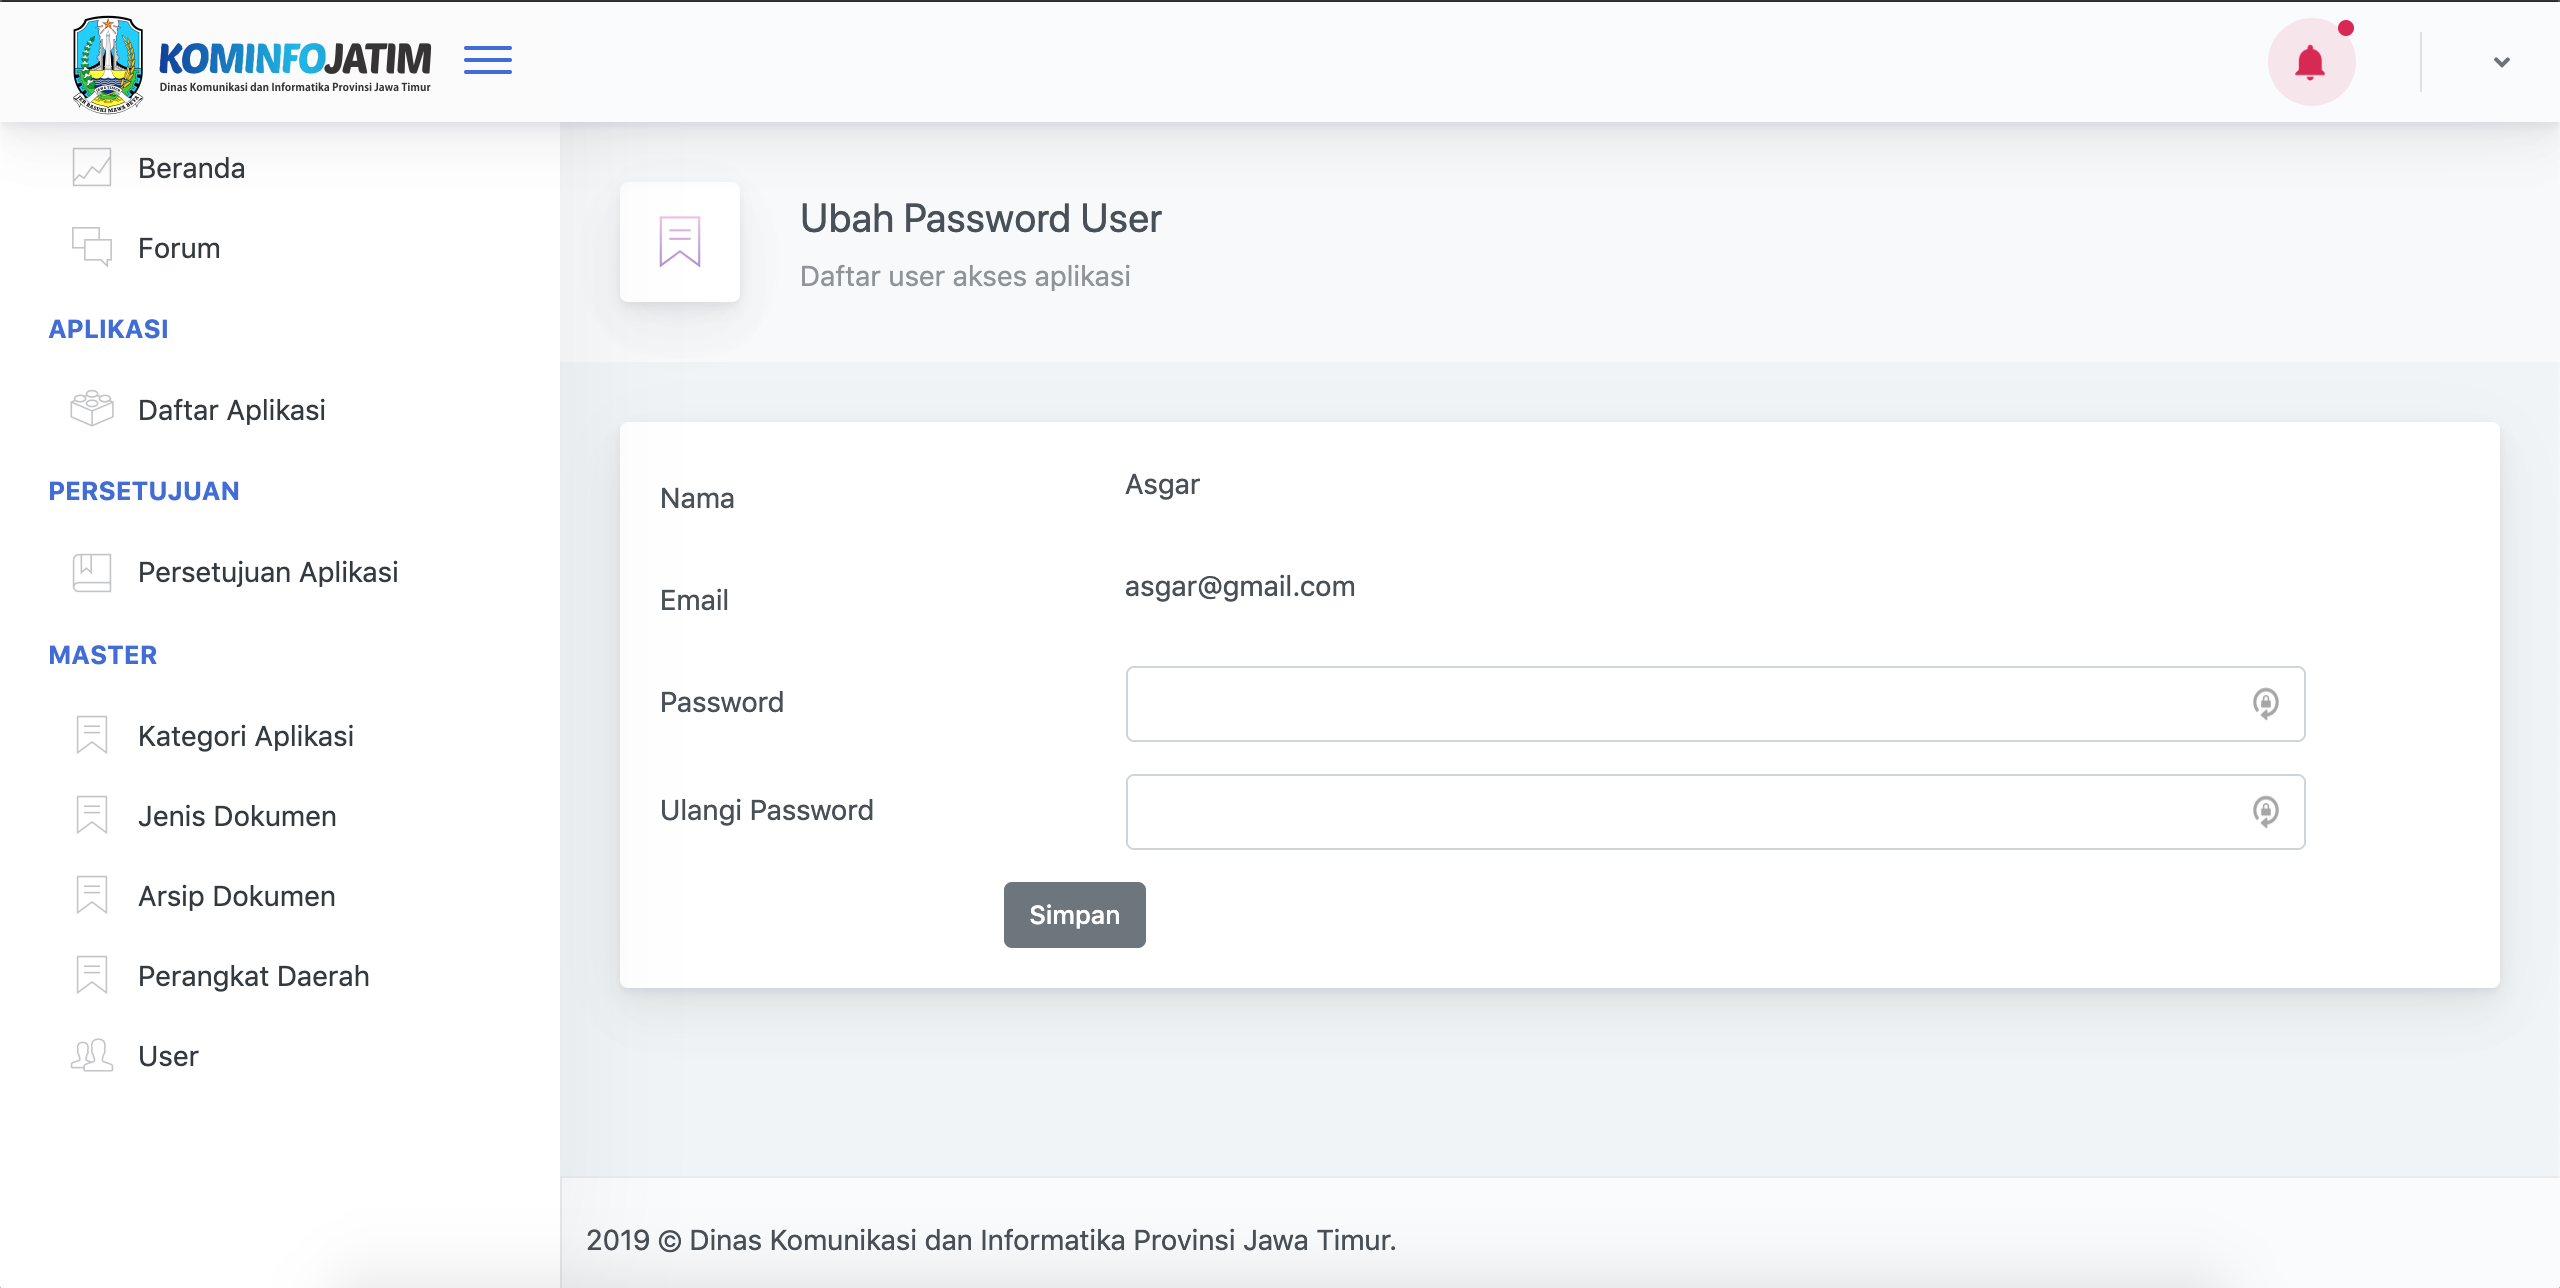 KOMINFOJATIM
Dinas Komunikasi dan Informatika Provinsi Jawa Timur
Beranda
Forum
APLIKASI
Daftar Aplikasi
PERSETUJUAN
Persetujuan Aplikasi
MASTER
Kategori Aplikasi
Jenis Dokumen
Arsip Dokumen
Perangkat Daerah
User
Ubah Password User
Daftar user akses aplikasi
Nama
Asgar
Email
asgar@gmail.com
Password
Ulangi Password
Simpan
2019 © Dinas Komunikasi dan Informatika Provinsi Jawa Timur.